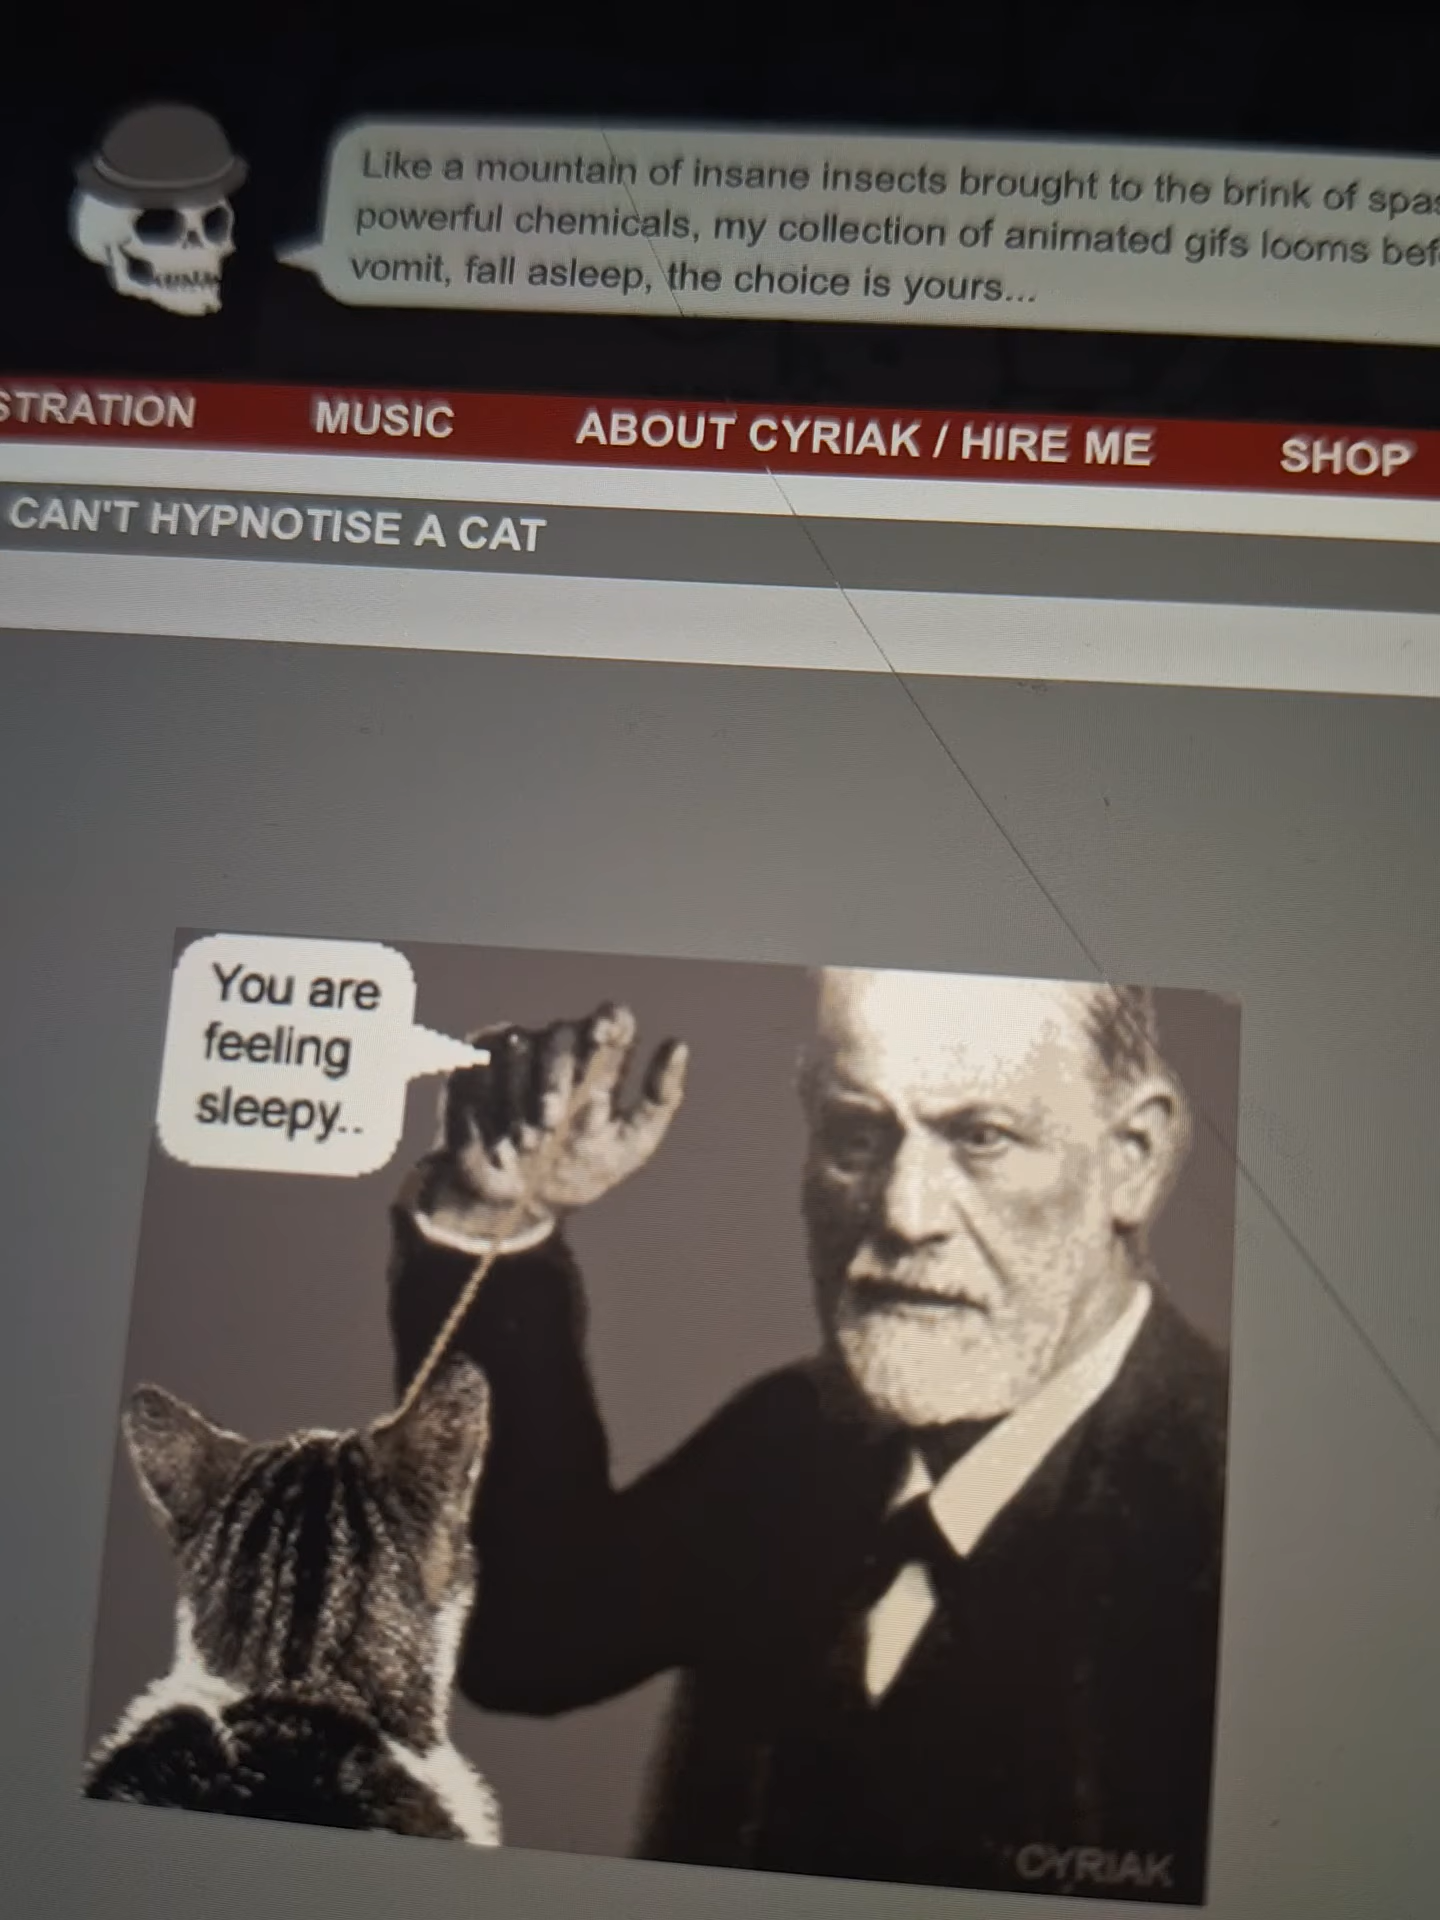 Like a mountain of insane insects brought to the brink of
powerful chemicals, my collection of animated gifs looms
vomit, fall asleep, the choice is yours...
MUSIC
ABOUT CYRIAK / HIRE ME
SHOP
CAN'T HYPNOTISE A CAT
You are
feeling
sleepy..
CYRIAK